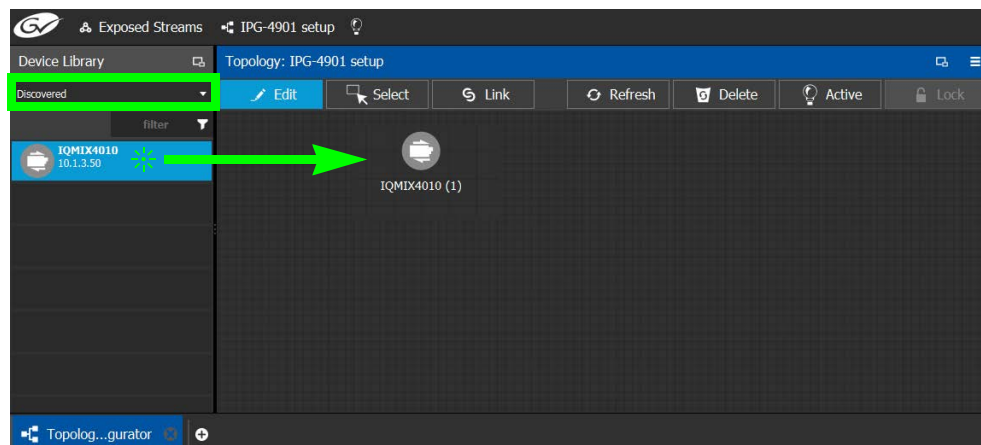 GV Exposed Streams IPG-4901 setup
Device Library
Topology: IPG-4901 setup
Discovered
Edit Select Link Refresh Delete Active Lock
filter
IQMIX4010
10.1.3.50
IQMIX4010 (1)
Topolog...gurator